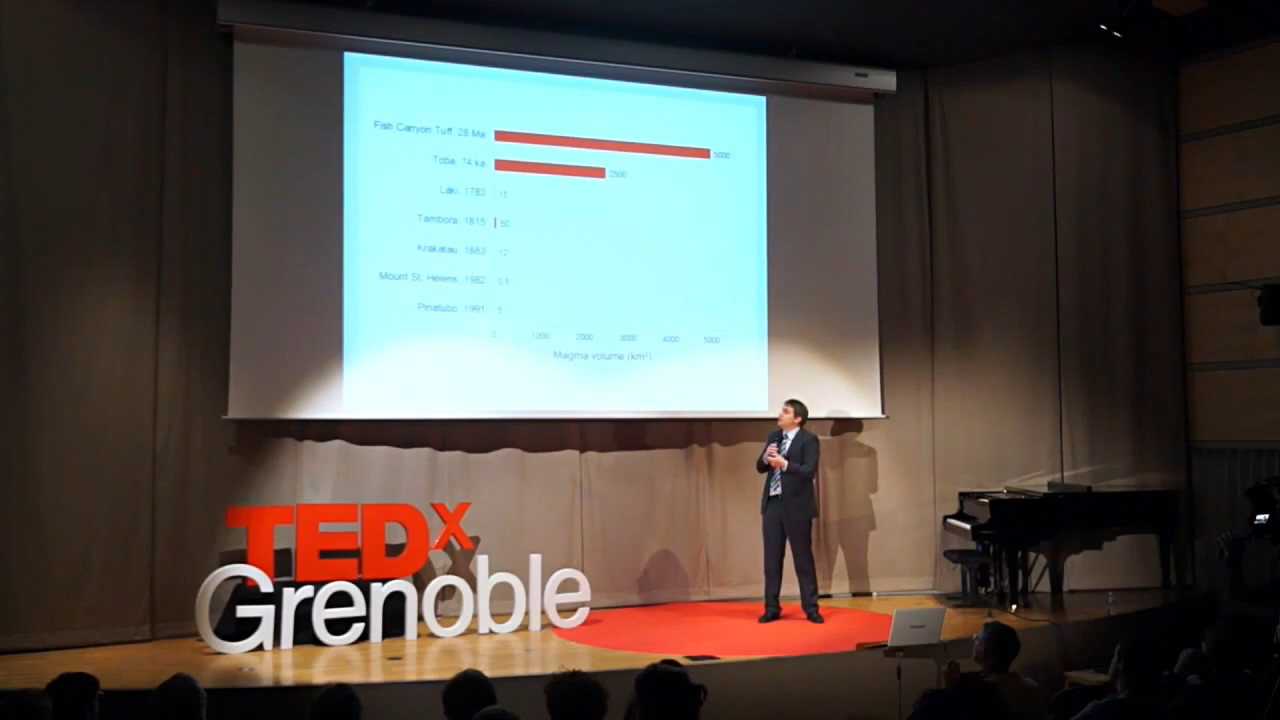 Fish Canyon Tuff, 28 Ma 5000
Toba, 74 ka 2500
Laki, 1783 15
Tambora, 1815 50
Krakatau, 1883 12
Mount St. Helens, 1982 0.5
Pinatubo, 1991 5
0 1000 2000 3000 4000 5000
Magma volume (km³)
TEDx
Grenoble